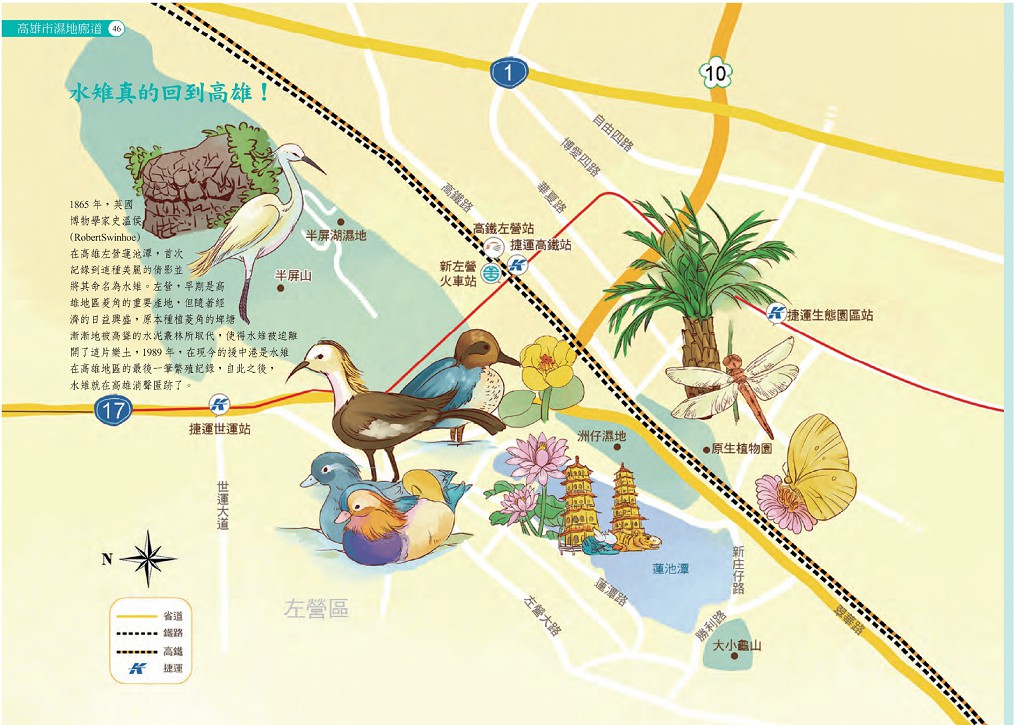 高雄市濕地廊道 46
水雉真的回到高雄！
1865 年，英國
博物學家史溫侯
(RobertSwinhoe)
在高雄左營蓮池潭，首次
記錄到這種美麗的倩影並
將其命名為水雉。左營，早期是高
雄地區菱角的重要產地，但隨著經
濟的日益興盛，原本種植菱角的埤塘
漸漸地被高聳的水泥叢林所取代，使得水雉被迫離
開了這片樂土，1989 年，在現今的援中港是水雉
在高雄地區的最後一筆繁殖紀錄，自此之後，
水雉就在高雄消聲匿跡了。
1
10
自由四路
博愛四路
華夏路
高鐵路
半屏湖濕地
半屏山
高鐵左營站
捷運高鐵站
新左營
火車站
捷運生態園區站
17
捷運世運站
世運大道
洲仔濕地
原生植物園
蓮池潭
新庄仔路
蓮潭路
左營大路
勝利路
翠華路
大小龜山
左營區
N
省道
鐵路
高鐵
捷運